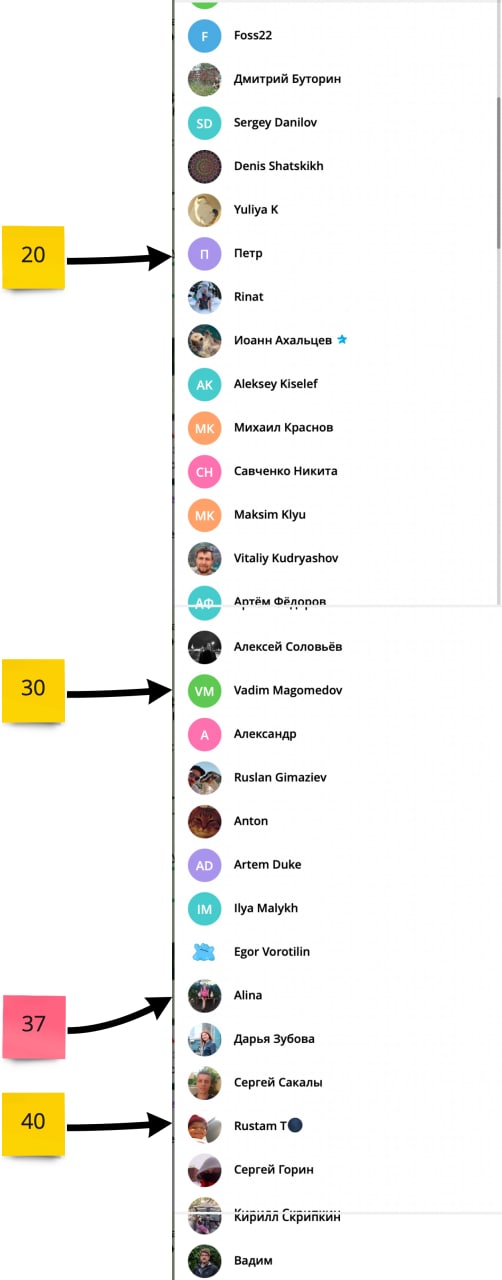 F Foss22
Дмитрий Буторин
SD Sergey Danilov
Denis Shatskikh
Yuliya K
20
П Петр
Rinat
Иоанн Ахальцев
AK Aleksey Kiselef
МК Михаил Краснов
СН Савченко Никита
MK Maksim Klyu
Vitaliy Kudryashov
АФ Артём Фёдоров
Алексей Соловьёв
30
VM Vadim Magomedov
А Александр
Ruslan Gimaziev
Anton
AD Artem Duke
IM Ilya Malykh
Egor Vorotilin
37
Alina
Дарья Зубова
Сергей Сакалы
40
Rustam T
Сергей Горин
Кирилл Скрипкин
Вадим